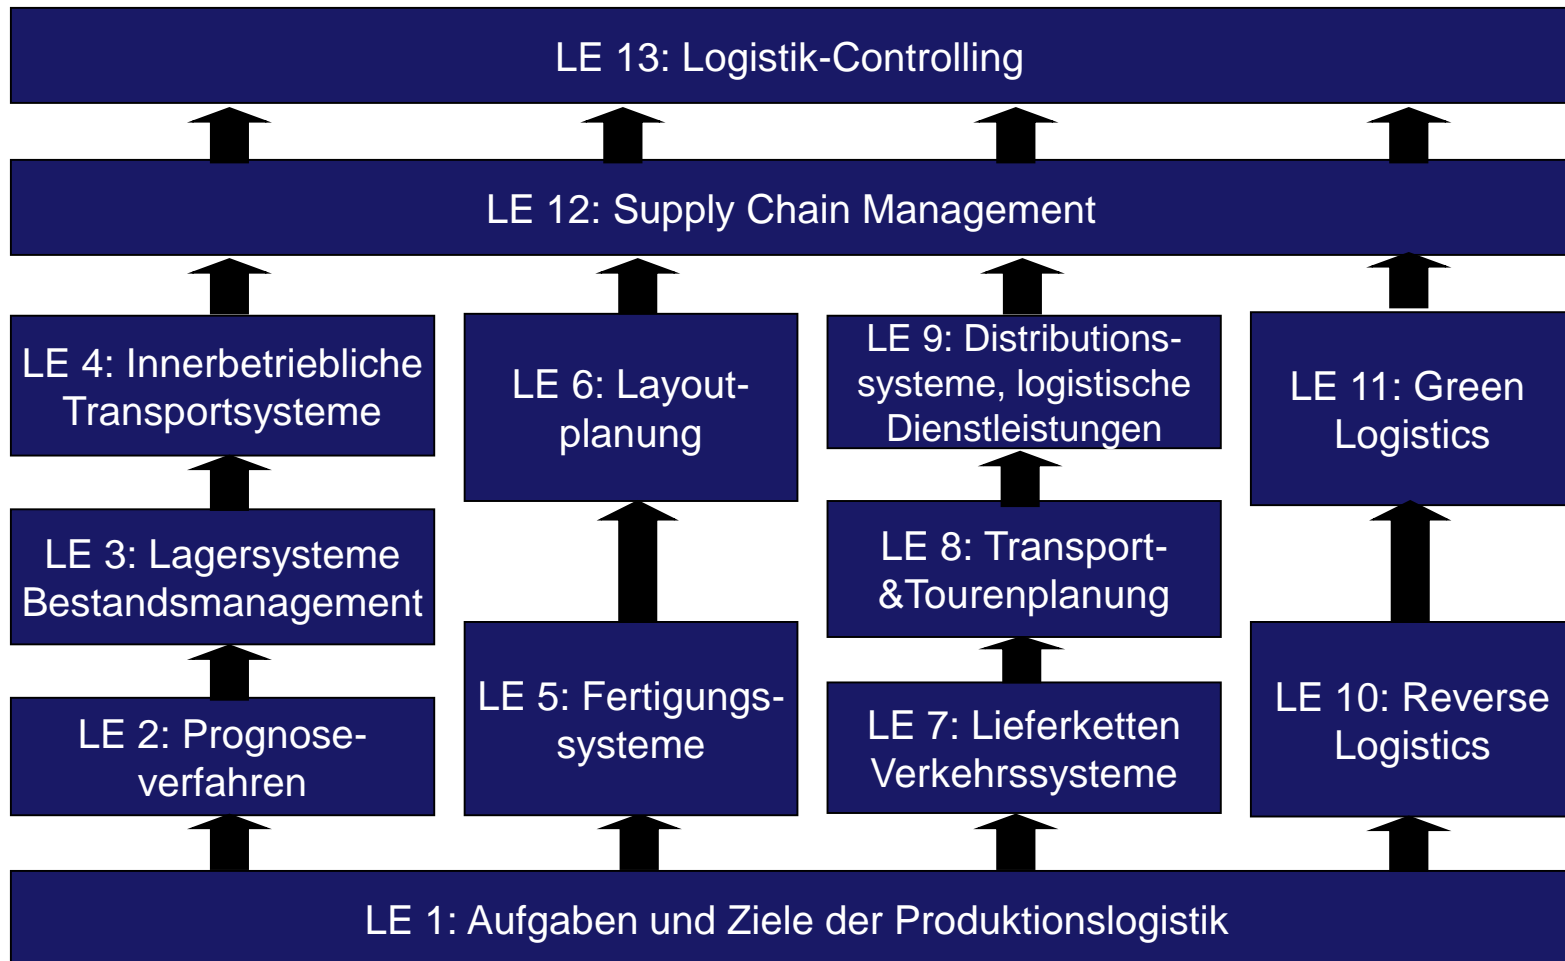 LE 13: Logistik-Controlling
LE 12: Supply Chain Management
LE 4: Innerbetriebliche
Transportsysteme
LE 6: Layout-
planung
LE 9: Distributions-
systeme, logistische
Dienstleistungen
LE 11: Green
Logistics
LE 3: Lagersysteme
Bestandsmanagement
LE 8: Transport-
&Tourenplanung
LE 2: Prognose-
verfahren
LE 5: Fertigungs-
systeme
LE 7: Lieferketten
Verkehrssysteme
LE 10: Reverse
Logistics
LE 1: Aufgaben und Ziele der Produktionslogistik